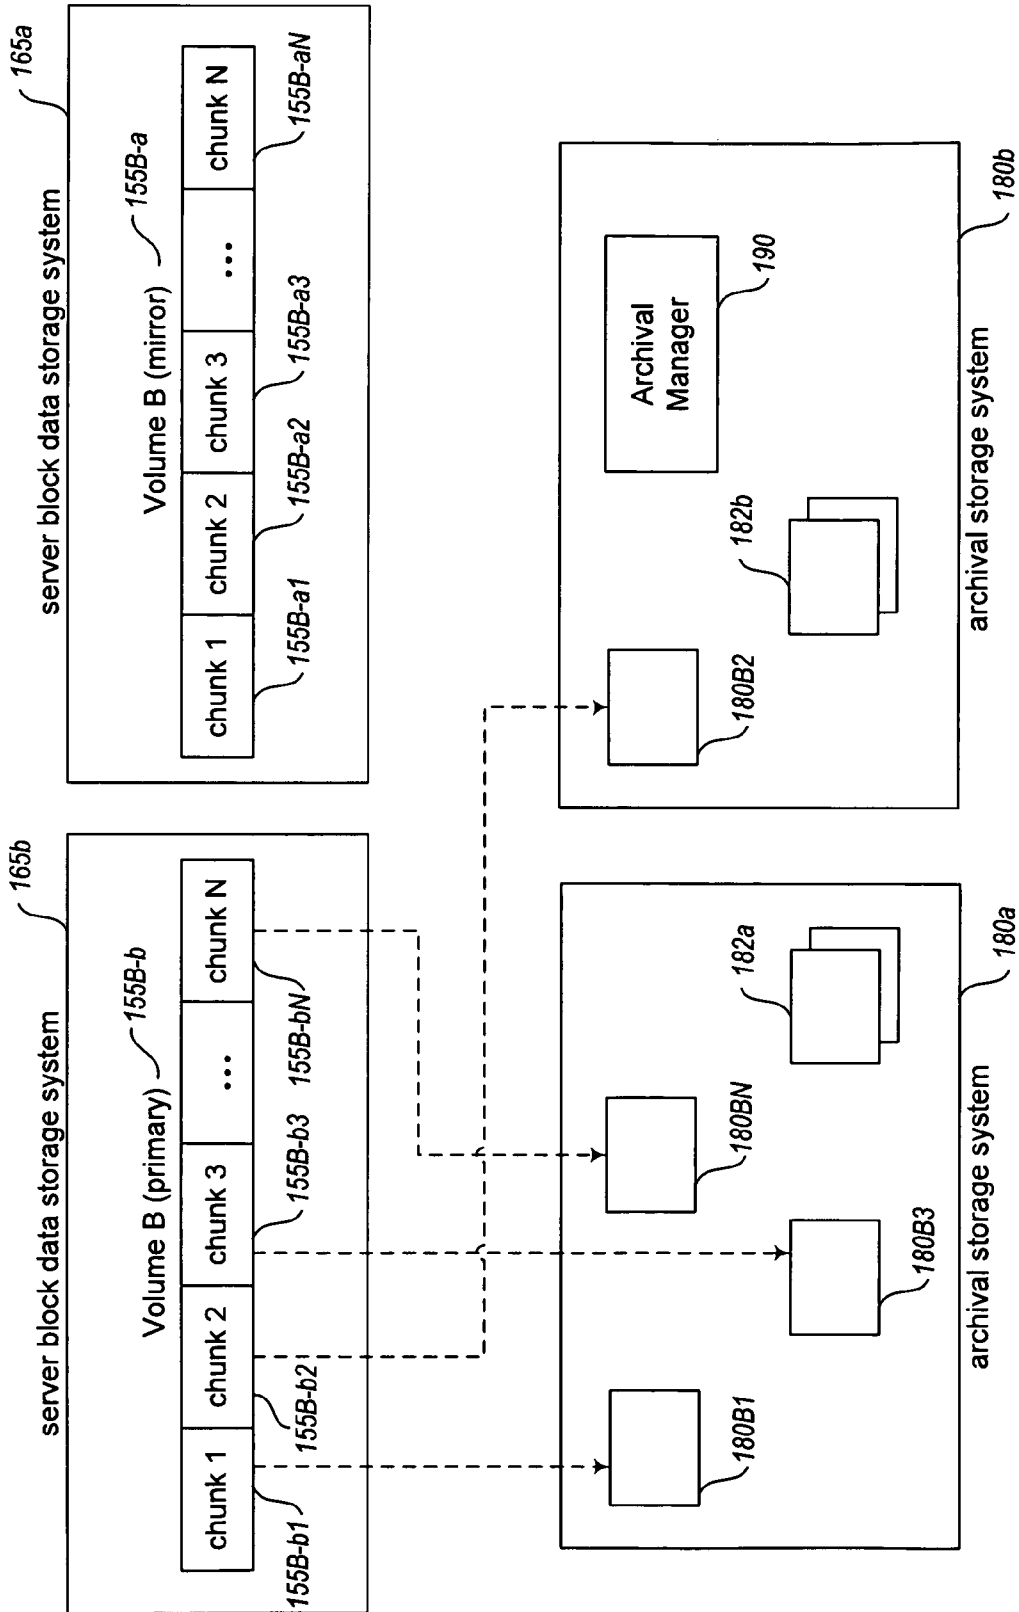 server block data storage system
165b
Volume B (primary)
155B-b
chunk 1
chunk 2
chunk 3
...
chunk N
155B-b1
155B-b2
155B-b3
155B-bN
server block data storage system
165a
Volume B (mirror)
155B-a
chunk 1
chunk 2
chunk 3
...
chunk N
155B-a1
155B-a2
155B-a3
155B-aN
180B1
180B3
180BN
182a
archival storage system
180a
180B2
182b
Archival
Manager
190
archival storage system
180b